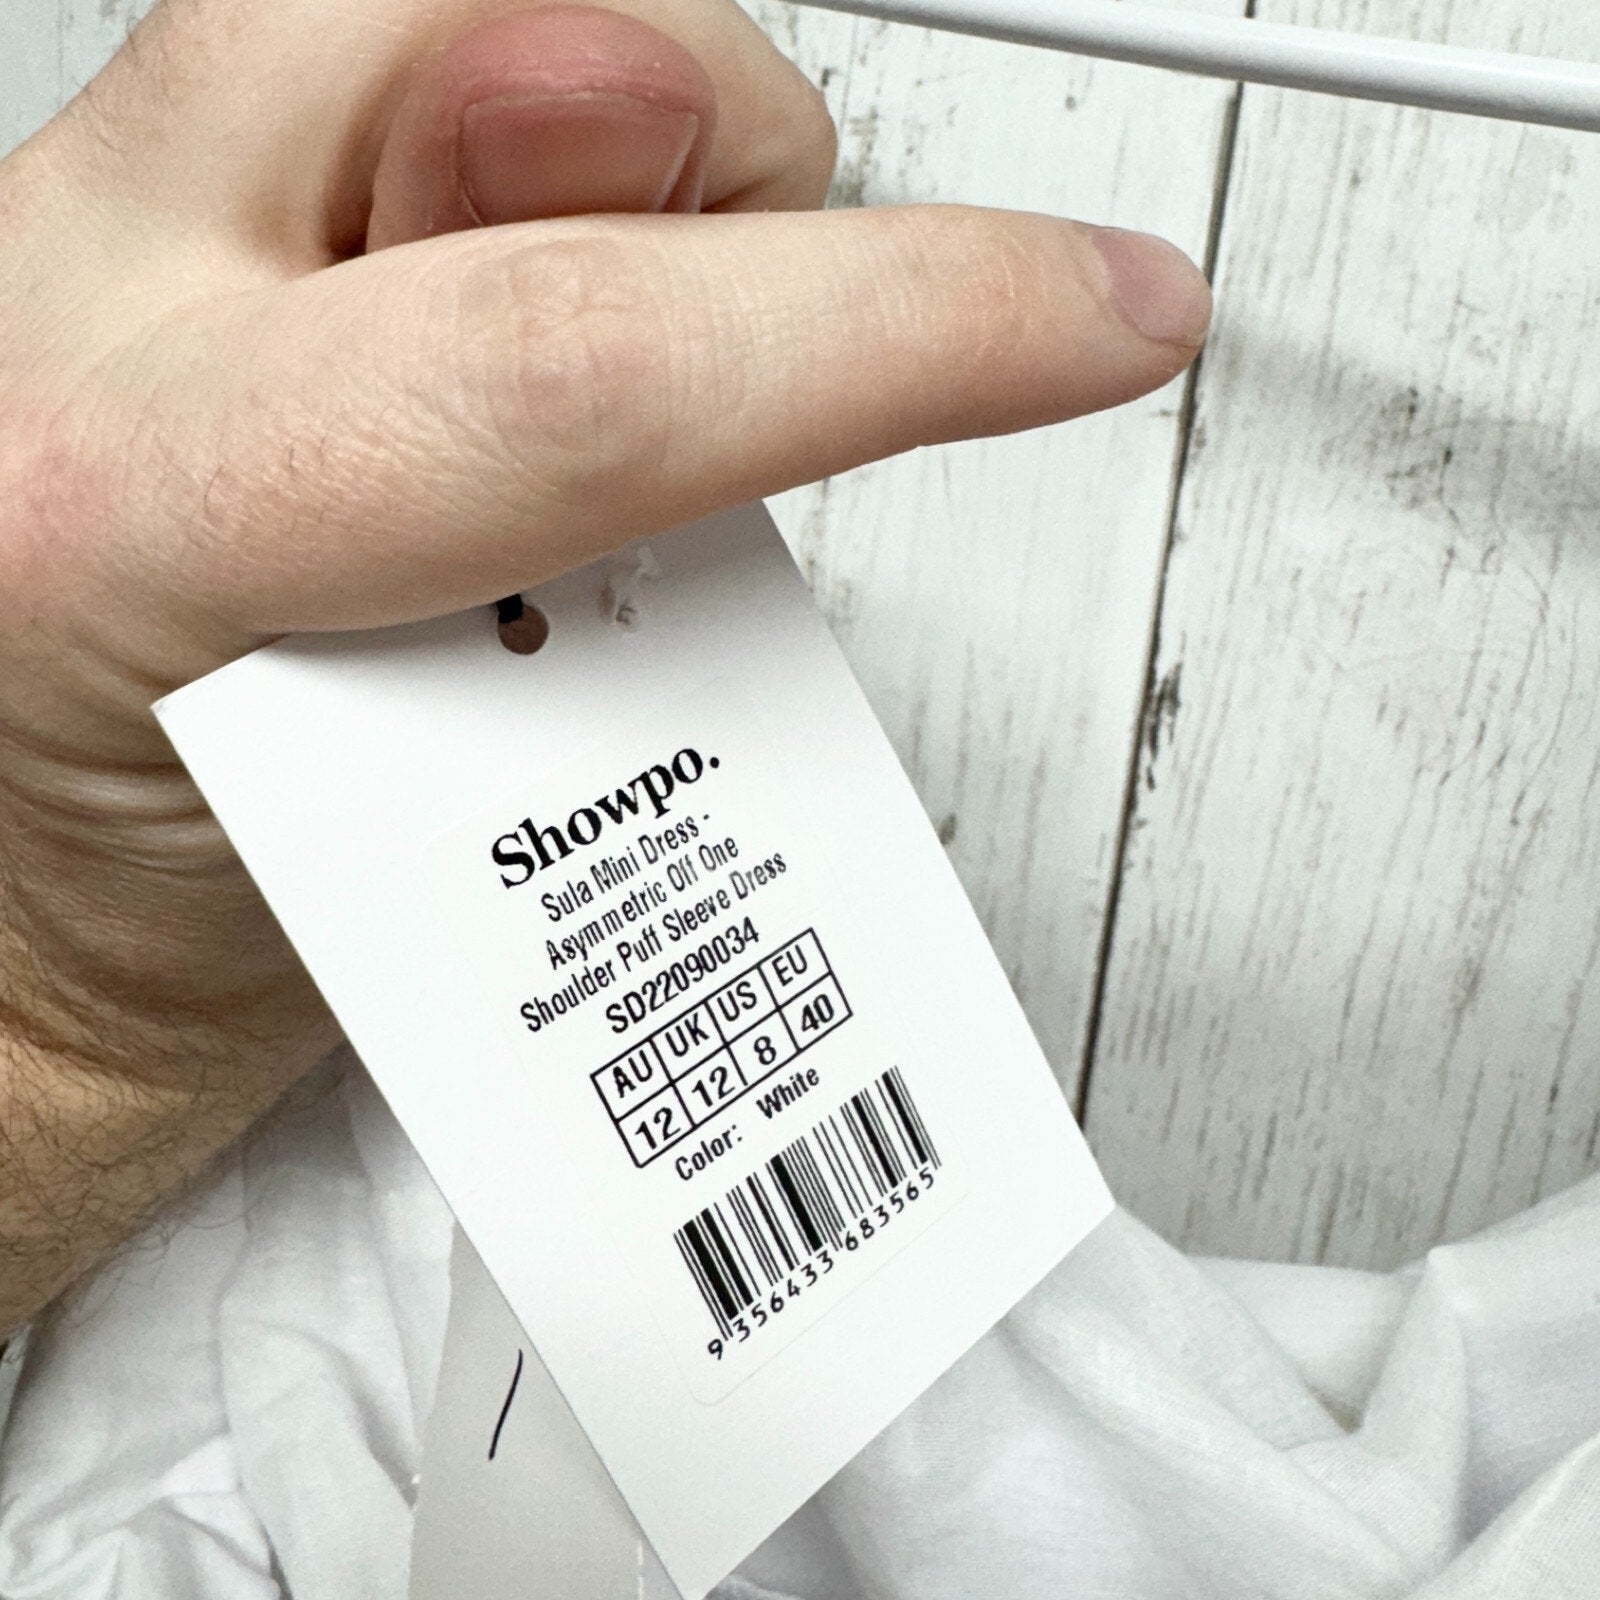 Showpo.
Sula Mini Dress -
Asymmetric Off One
Shoulder Puff Sleeve Dress
SD22090034
AU UK US EU
12 12 8 40
Color: White
9 356433 683565